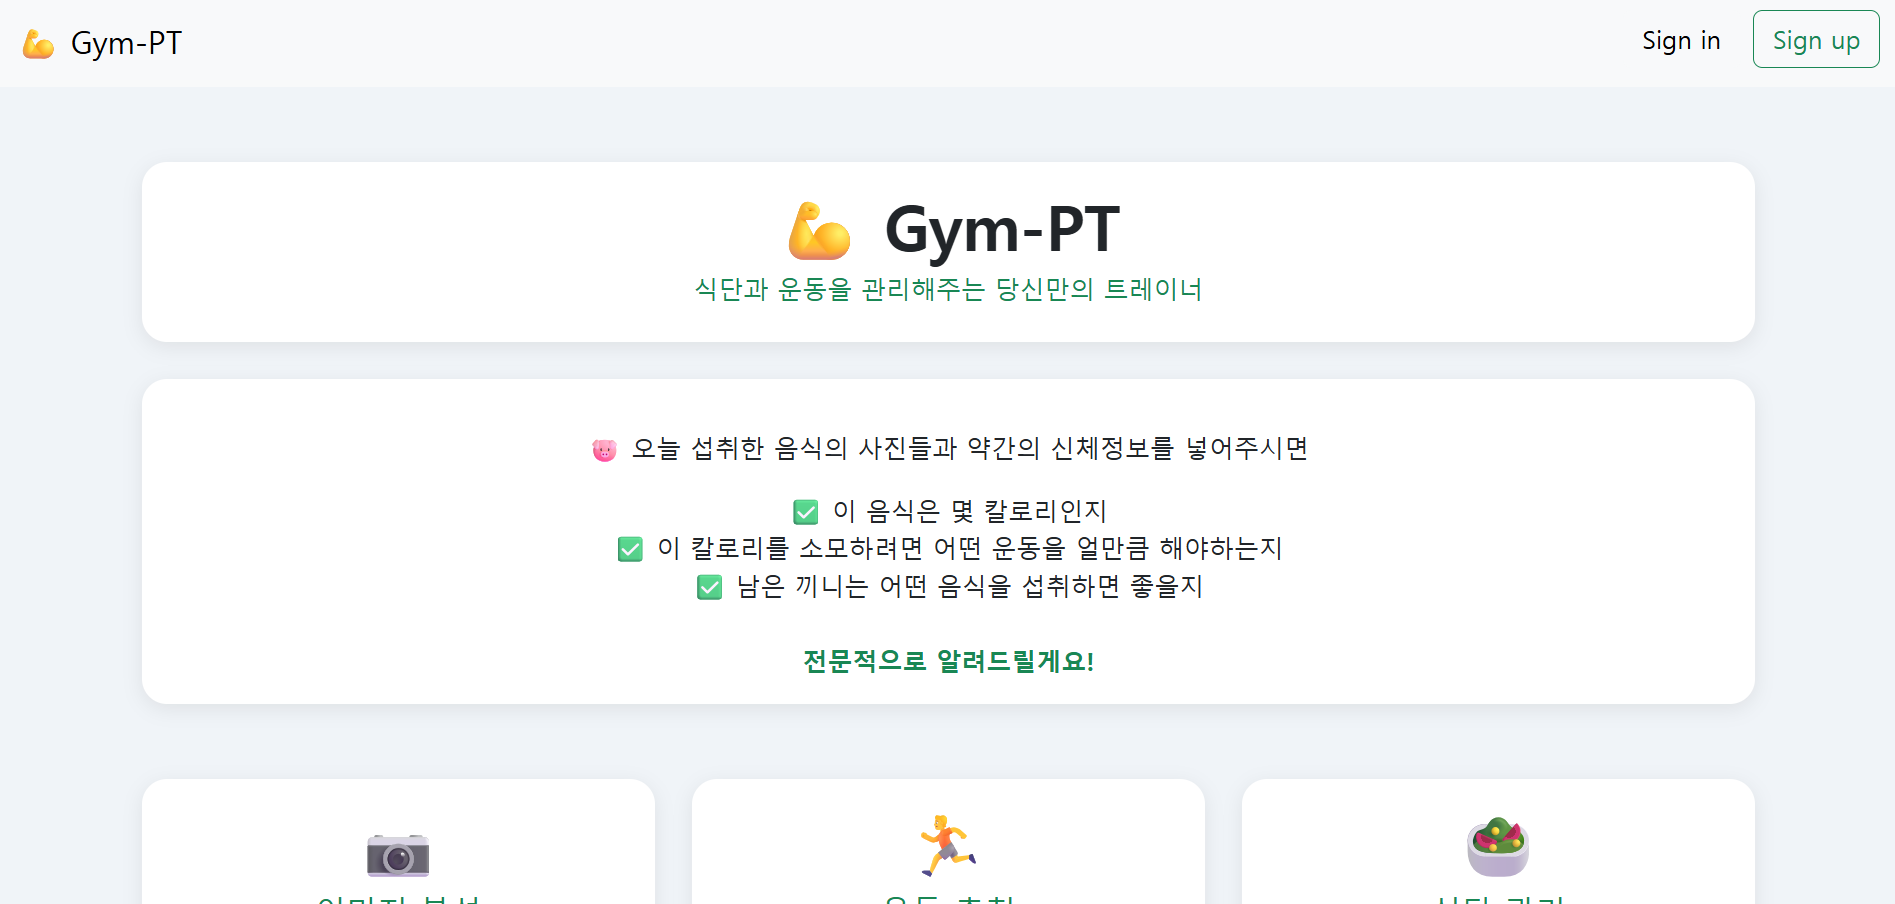 Gym-PT
Sign in
Sign up
Gym-PT
식단과 운동을 관리해주는 당신만의 트레이너
오늘 섭취한 음식의 사진들과 약간의 신체정보를 넣어주시면
이 음식은 몇 칼로리인지
이 칼로리를 소모하려면 어떤 운동을 얼만큼 해야하는지
남은 끼니는 어떤 음식을 섭취하면 좋을지
전문적으로 알려드릴게요!